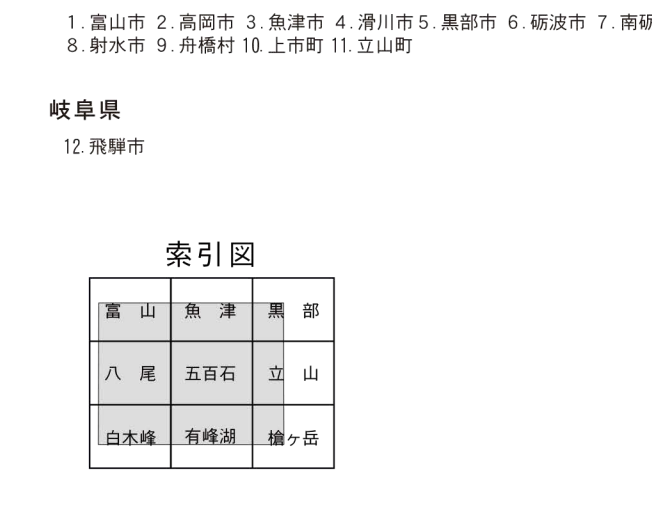 1.富山市 2.高岡市 3.魚津市 4.滑川市 5.黒部市 6.砺波市 7.南砺
8.射水市 9.舟橋村 10.上市町 11.立山町
岐阜県
12.飛騨市
索引図
富 山 魚 津 黒 部
八 尾 五百石 立 山
白木峰 有峰湖 槍ヶ岳